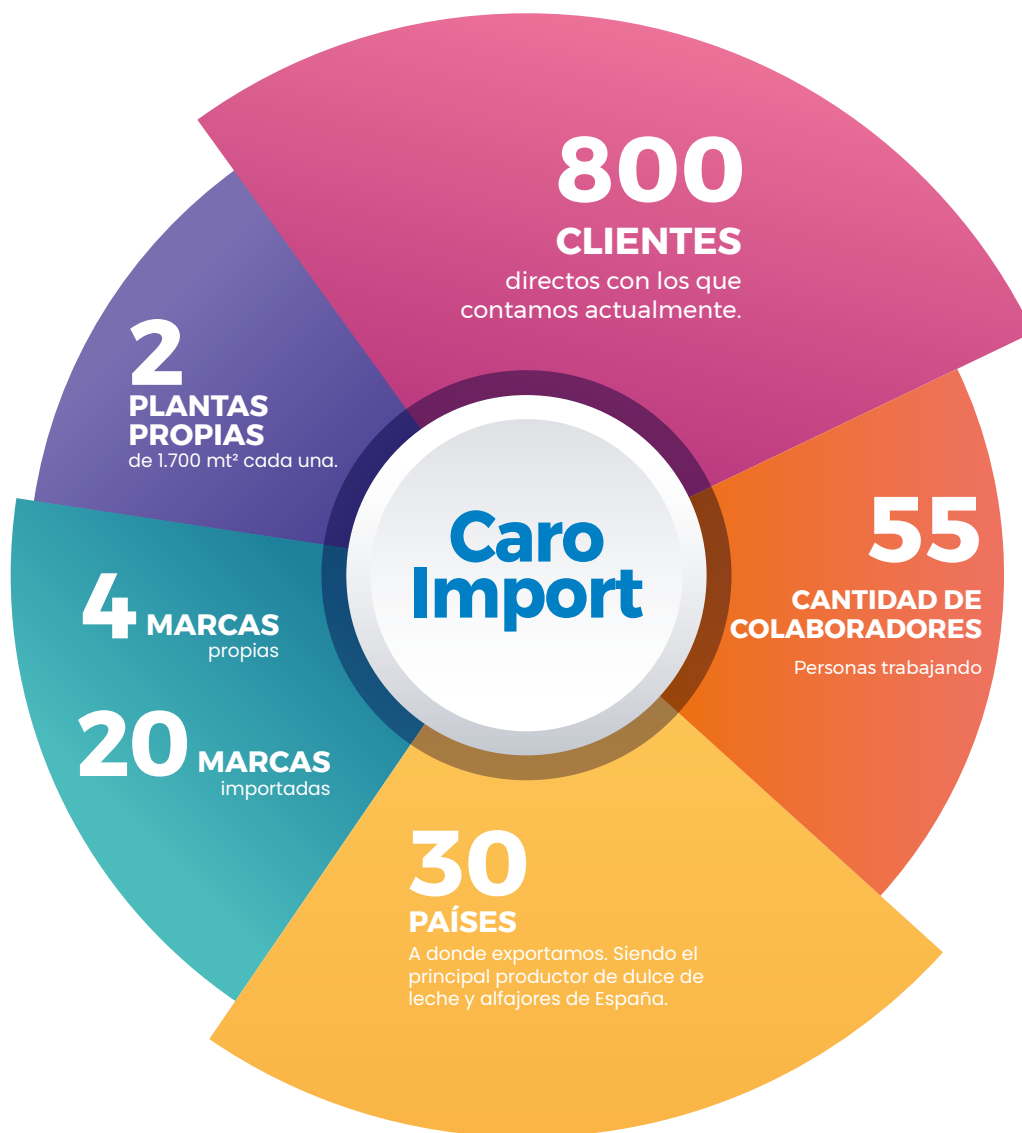 800
CLIENTES
directos con los que
contamos actualmente.
2
PLANTAS
PROPIAS
de 1.700 mt² cada una.
Caro
Import
55
CANTIDAD DE
COLABORADORES
Personas trabajando
4 MARCAS
propias
20 MARCAS
importadas
30
PAÍSES
A donde exportamos. Siendo el
principal productor de dulce de
leche y alfajores de España.